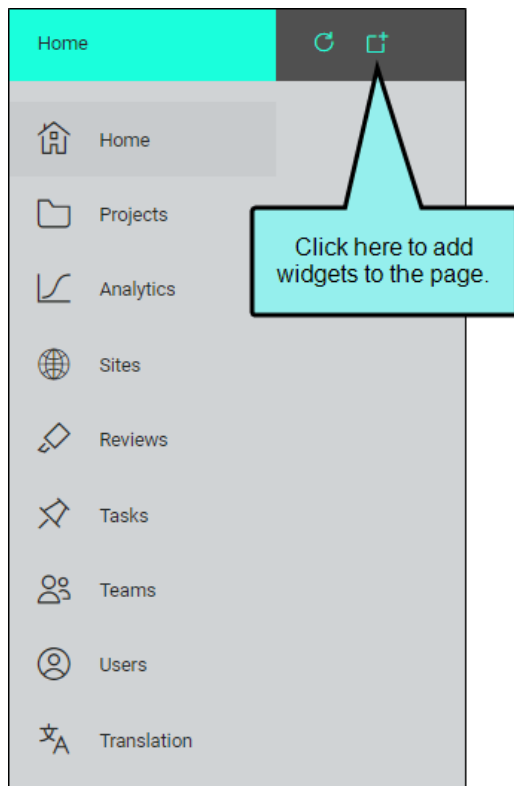 Home
Home
Projects
Click here to add
widgets to the page.
Analytics
Sites
Reviews
Tasks
Teams
Users
Translation